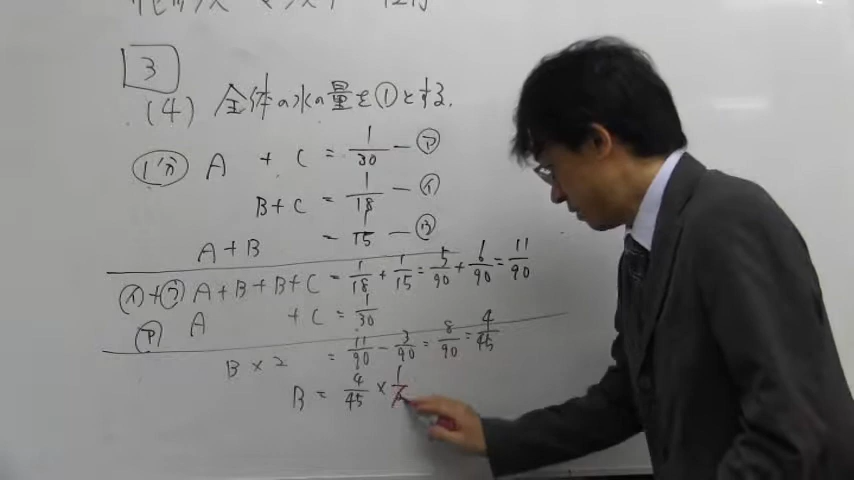 3
(4) 全体の水の量を①とする.
1分 A + C = 1/30 — ㋐
B + C = 1/18 — ㋑
A + B = 1/15 — ㋒
㋑+㋒ A + B + B + C = 1/18 + 1/15 = 5/90 + 6/90 = 11/90
㋐ A + C = 1/30
B × 2 = 11/90 - 3/90 = 8/90 = 4/45
B = 4/45 × 1/2